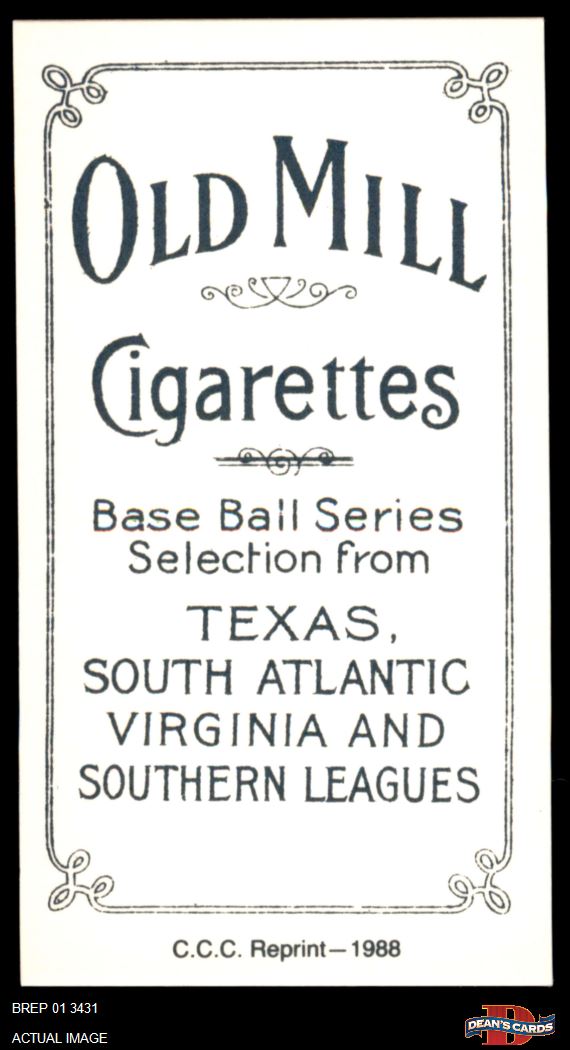 OLD MILL
Cigarettes
Base Ball Series
Selection from
TEXAS,
SOUTH ATLANTIC
VIRGINIA AND
SOUTHERN LEAGUES
C.C.C. Reprint—1988
BREP 01 3431
ACTUAL IMAGE
D
DEAN'S CARDS